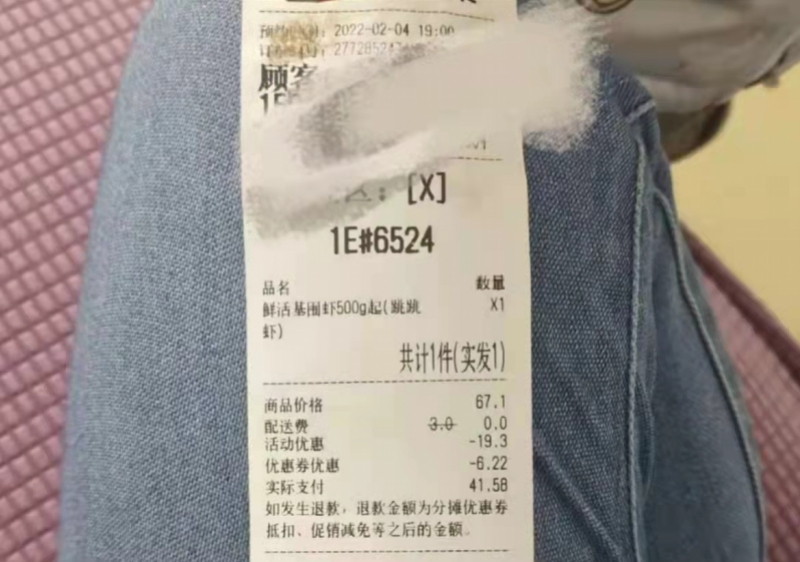 2022-02-04 19:00
顾客
[X]
1E#6524
品名 数量
鲜活基围虾500g起(跳跳 X1
虾)
共计1件(实发1)
商品价格 67.1
配送费 3.0 0.0
活动优惠 -19.3
优惠券优惠 -6.22
实际支付 41.58
如发生退款，退款金额为分摊优惠券
抵扣、促销减免等之后的金额。